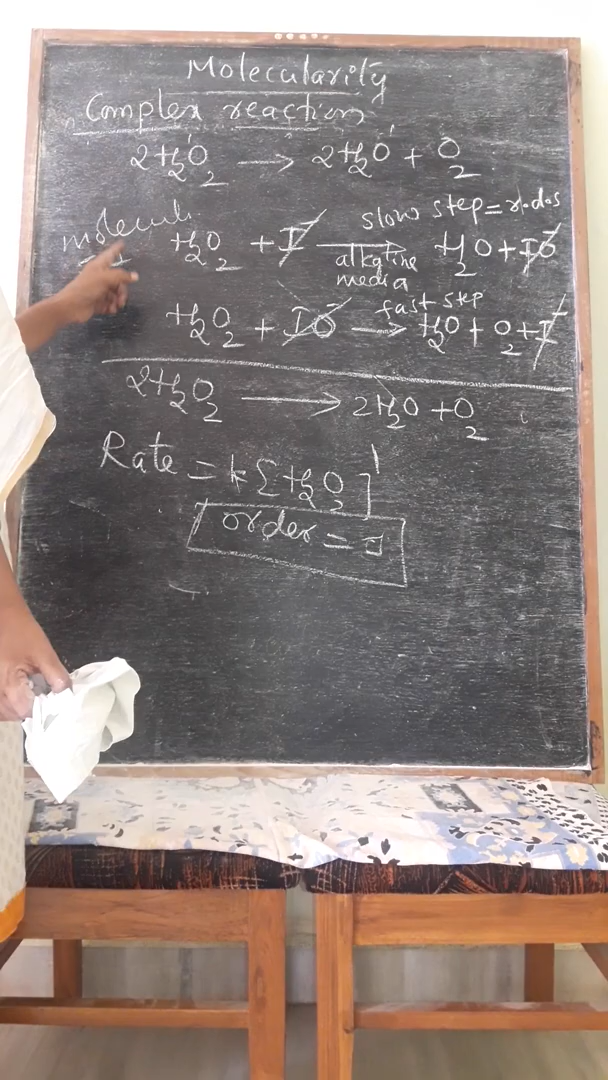 Molecularity
Complex reaction
2H₂O₂ → 2H₂O + O₂
slow step = r.d.s
H₂O₂ + I⁻ → H₂O + IO⁻
alkaline
media
fast step
H₂O₂ + IO⁻ → H₂O + O₂ + I⁻
2H₂O₂ → 2H₂O + O₂
Rate = k[H₂O₂]¹
order =